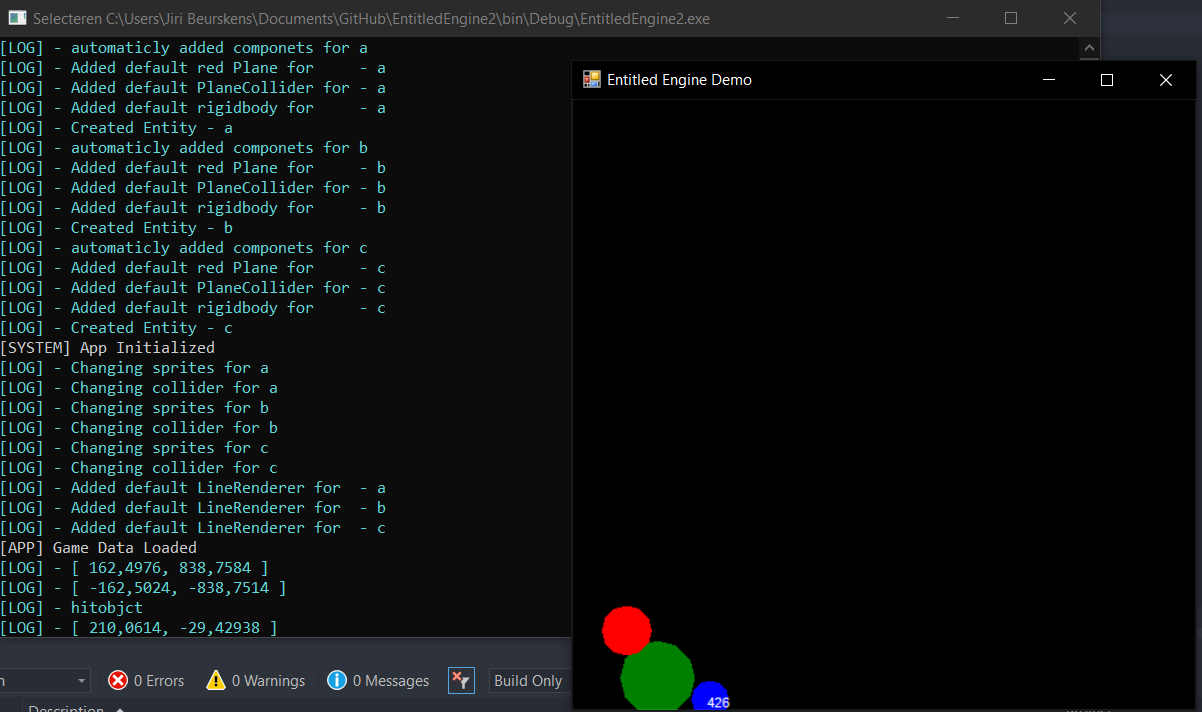 Selecteren C:\Users\Jiri Beurskens\Documents\GitHub\EntitledEngine2\bin\Debug\EntitledEngine2.exe
[LOG] - automaticly added componets for a
[LOG] - Added default red Plane for     - a
[LOG] - Added default PlaneCollider for - a
[LOG] - Added default rigidbody for     - a
[LOG] - Created Entity - a
[LOG] - automaticly added componets for b
[LOG] - Added default red Plane for     - b
[LOG] - Added default PlaneCollider for - b
[LOG] - Added default rigidbody for     - b
[LOG] - Created Entity - b
[LOG] - automaticly added componets for c
[LOG] - Added default red Plane for     - c
[LOG] - Added default PlaneCollider for - c
[LOG] - Added default rigidbody for     - c
[LOG] - Created Entity - c
[SYSTEM] App Initialized
[LOG] - Changing sprites for a
[LOG] - Changing collider for a
[LOG] - Changing sprites for b
[LOG] - Changing collider for b
[LOG] - Changing sprites for c
[LOG] - Changing collider for c
[LOG] - Added default LineRenderer for  - a
[LOG] - Added default LineRenderer for  - b
[LOG] - Added default LineRenderer for  - c
[APP] Game Data Loaded
[LOG] - [ 162,4976, 838,7584 ]
[LOG] - [ -162,5024, -838,7514 ]
[LOG] - hitobjct
[LOG] - [ 210,0614, -29,42938 ]
Entitled Engine Demo
426
n 0 Errors 0 Warnings 0 Messages Build Only
Description